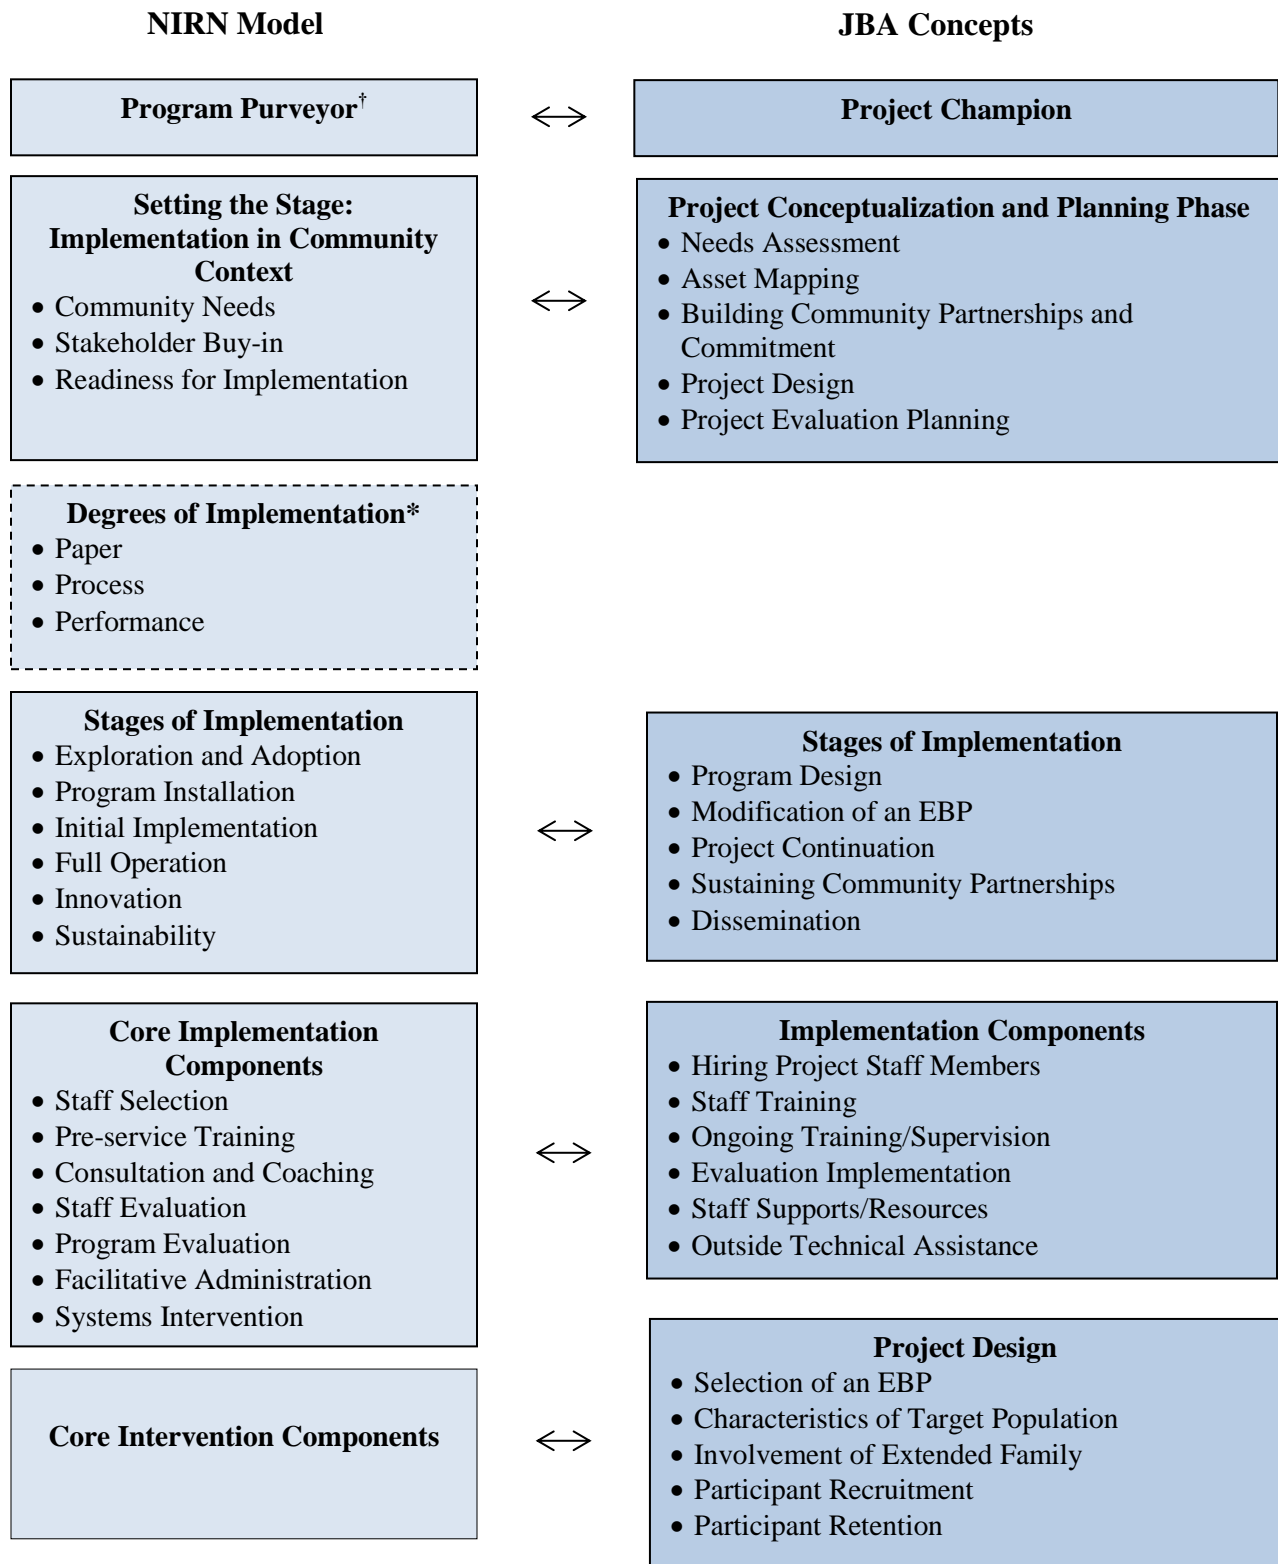 NIRN Model
JBA Concepts
Program Purveyor†
Project Champion
Setting the Stage:
Implementation in Community
Context
• Community Needs
• Stakeholder Buy-in
• Readiness for Implementation
Project Conceptualization and Planning Phase
• Needs Assessment
• Asset Mapping
• Building Community Partnerships and
Commitment
• Project Design
• Project Evaluation Planning
Degrees of Implementation*
• Paper
• Process
• Performance
Stages of Implementation
• Exploration and Adoption
• Program Installation
• Initial Implementation
• Full Operation
• Innovation
• Sustainability
Stages of Implementation
• Program Design
• Modification of an EBP
• Project Continuation
• Sustaining Community Partnerships
• Dissemination
Core Implementation
Components
• Staff Selection
• Pre-service Training
• Consultation and Coaching
• Staff Evaluation
• Program Evaluation
• Facilitative Administration
• Systems Intervention
Implementation Components
• Hiring Project Staff Members
• Staff Training
• Ongoing Training/Supervision
• Evaluation Implementation
• Staff Supports/Resources
• Outside Technical Assistance
Core Intervention Components
Project Design
• Selection of an EBP
• Characteristics of Target Population
• Involvement of Extended Family
• Participant Recruitment
• Participant Retention